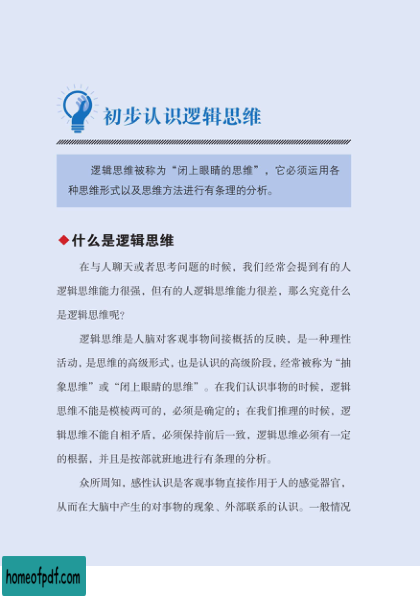 初步认识逻辑思维
逻辑思维被称为“闭上眼睛的思维”，它必须运用各
种思维形式以及思维方法进行有条理的分析。
什么是逻辑思维
在与人聊天或者思考问题的时候，我们经常会提到有的人
逻辑思维能力很强，但有的人逻辑思维能力很差，那么究竟什么
是逻辑思维呢？
逻辑思维是人脑对客观事物间接概括的反映，是一种理性
活动，是思维的高级形式，也是认识的高级阶段，经常被称为“抽
象思维”或“闭上眼睛的思维”。在我们认识事物的时候，逻辑
思维不能是模棱两可的，必须是确定的；在我们推理的时候，逻
辑思维不能自相矛盾，必须保持前后一致，逻辑思维必须有一定
的根据，并且是按部就班地进行有条理的分析。
众所周知，感性认识是客观事物直接作用于人的感觉器官，
从而在大脑中产生的对事物的现象、外部联系的认识。一般情况
homeofpdf.com